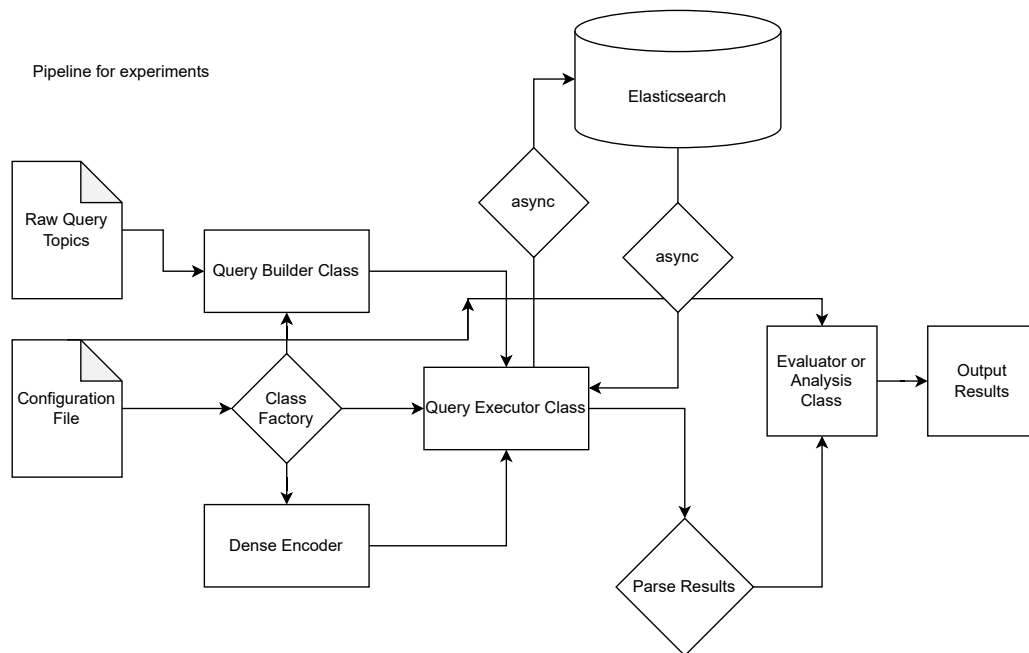 Pipeline for experiments
Elasticsearch
async
async
Raw Query
Topics
Query Builder Class
Configuration
File
Class
Factory
Query Executor Class
Evaluator or
Analysis
Class
Output
Results
Dense Encoder
Parse Results